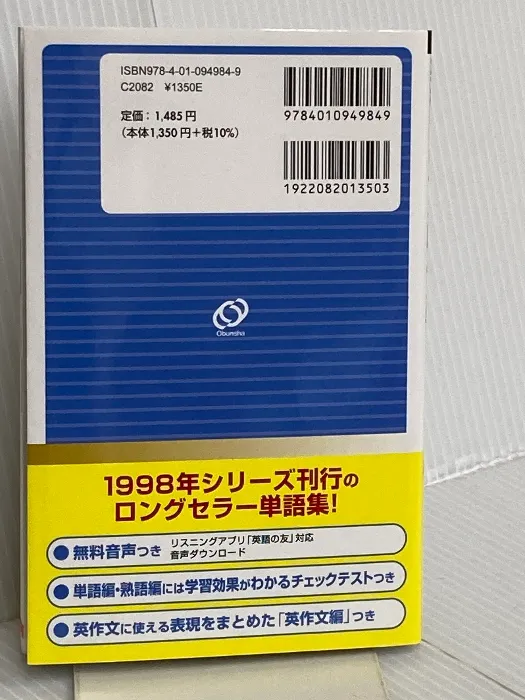 ISBN978-4-01-094984-9
C2082 ¥1350E
定価：1,485円
（本体1,350円＋税10%）
9784010949849
1922082013503
Obunsha
1998年シリーズ刊行の
ロングセラー単語集！
●無料音声つき リスニングアプリ「英語の友」対応
音声ダウンロード
●単語編・熟語編には学習効果がわかるチェックテストつき
●英作文に使える表現をまとめた「英作文編」つき